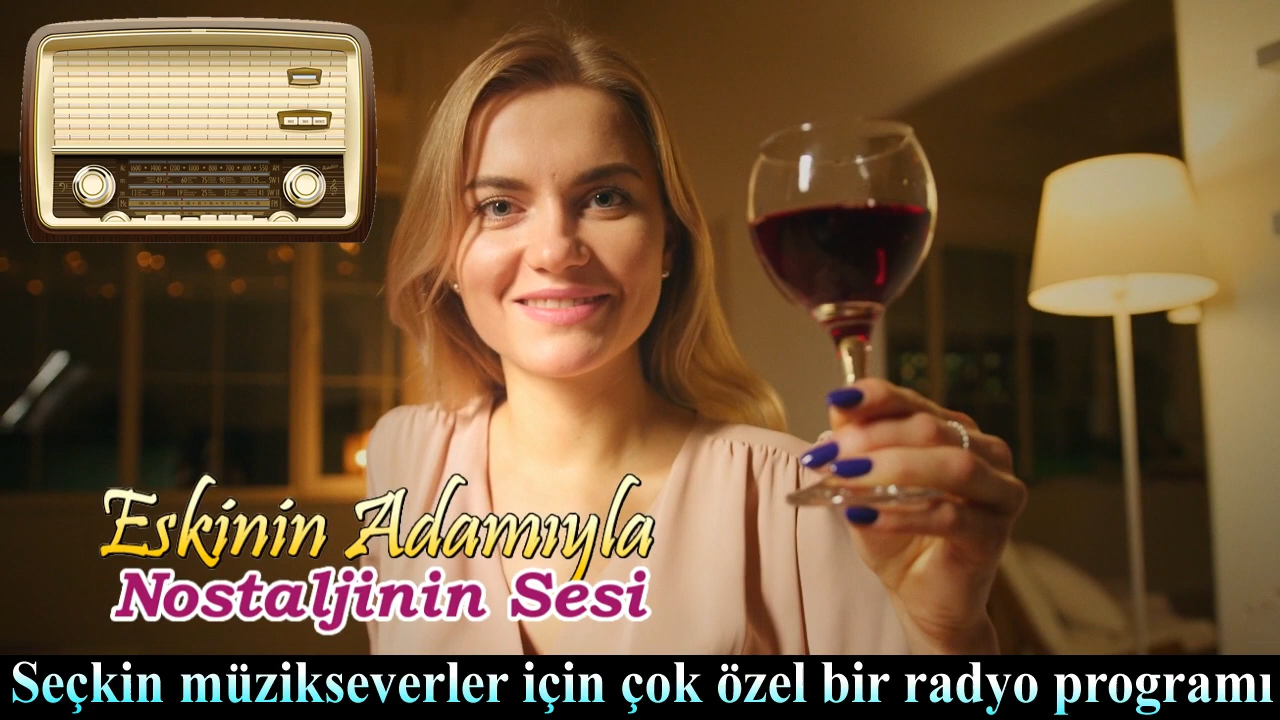 Eskinin Adamıyla
Nostaljinin Sesi
Seçkin müzikseverler için çok özel bir radyo programı